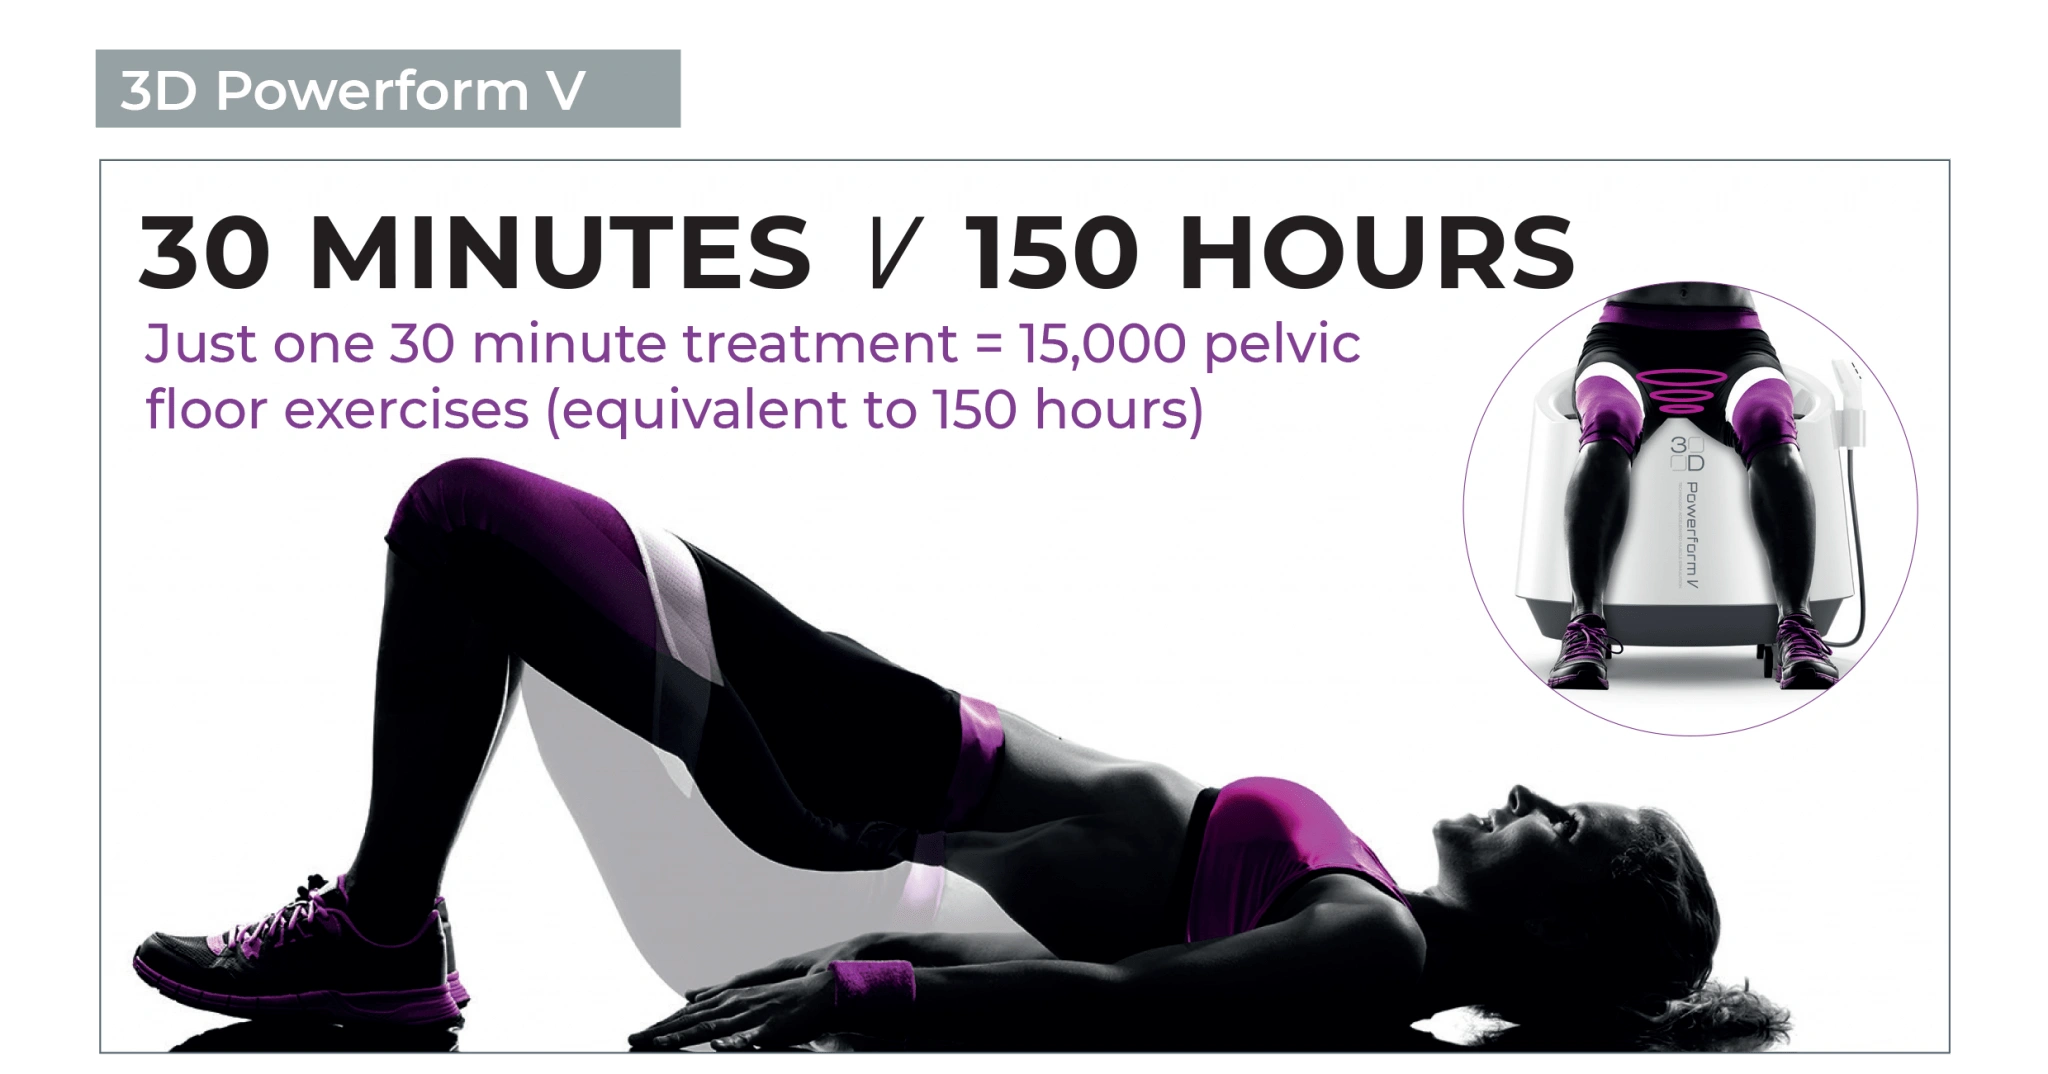 3D Powerform V
30 MINUTES V 150 HOURS
Just one 30 minute treatment = 15,000 pelvic
floor exercises (equivalent to 150 hours)
3D
Powerform V